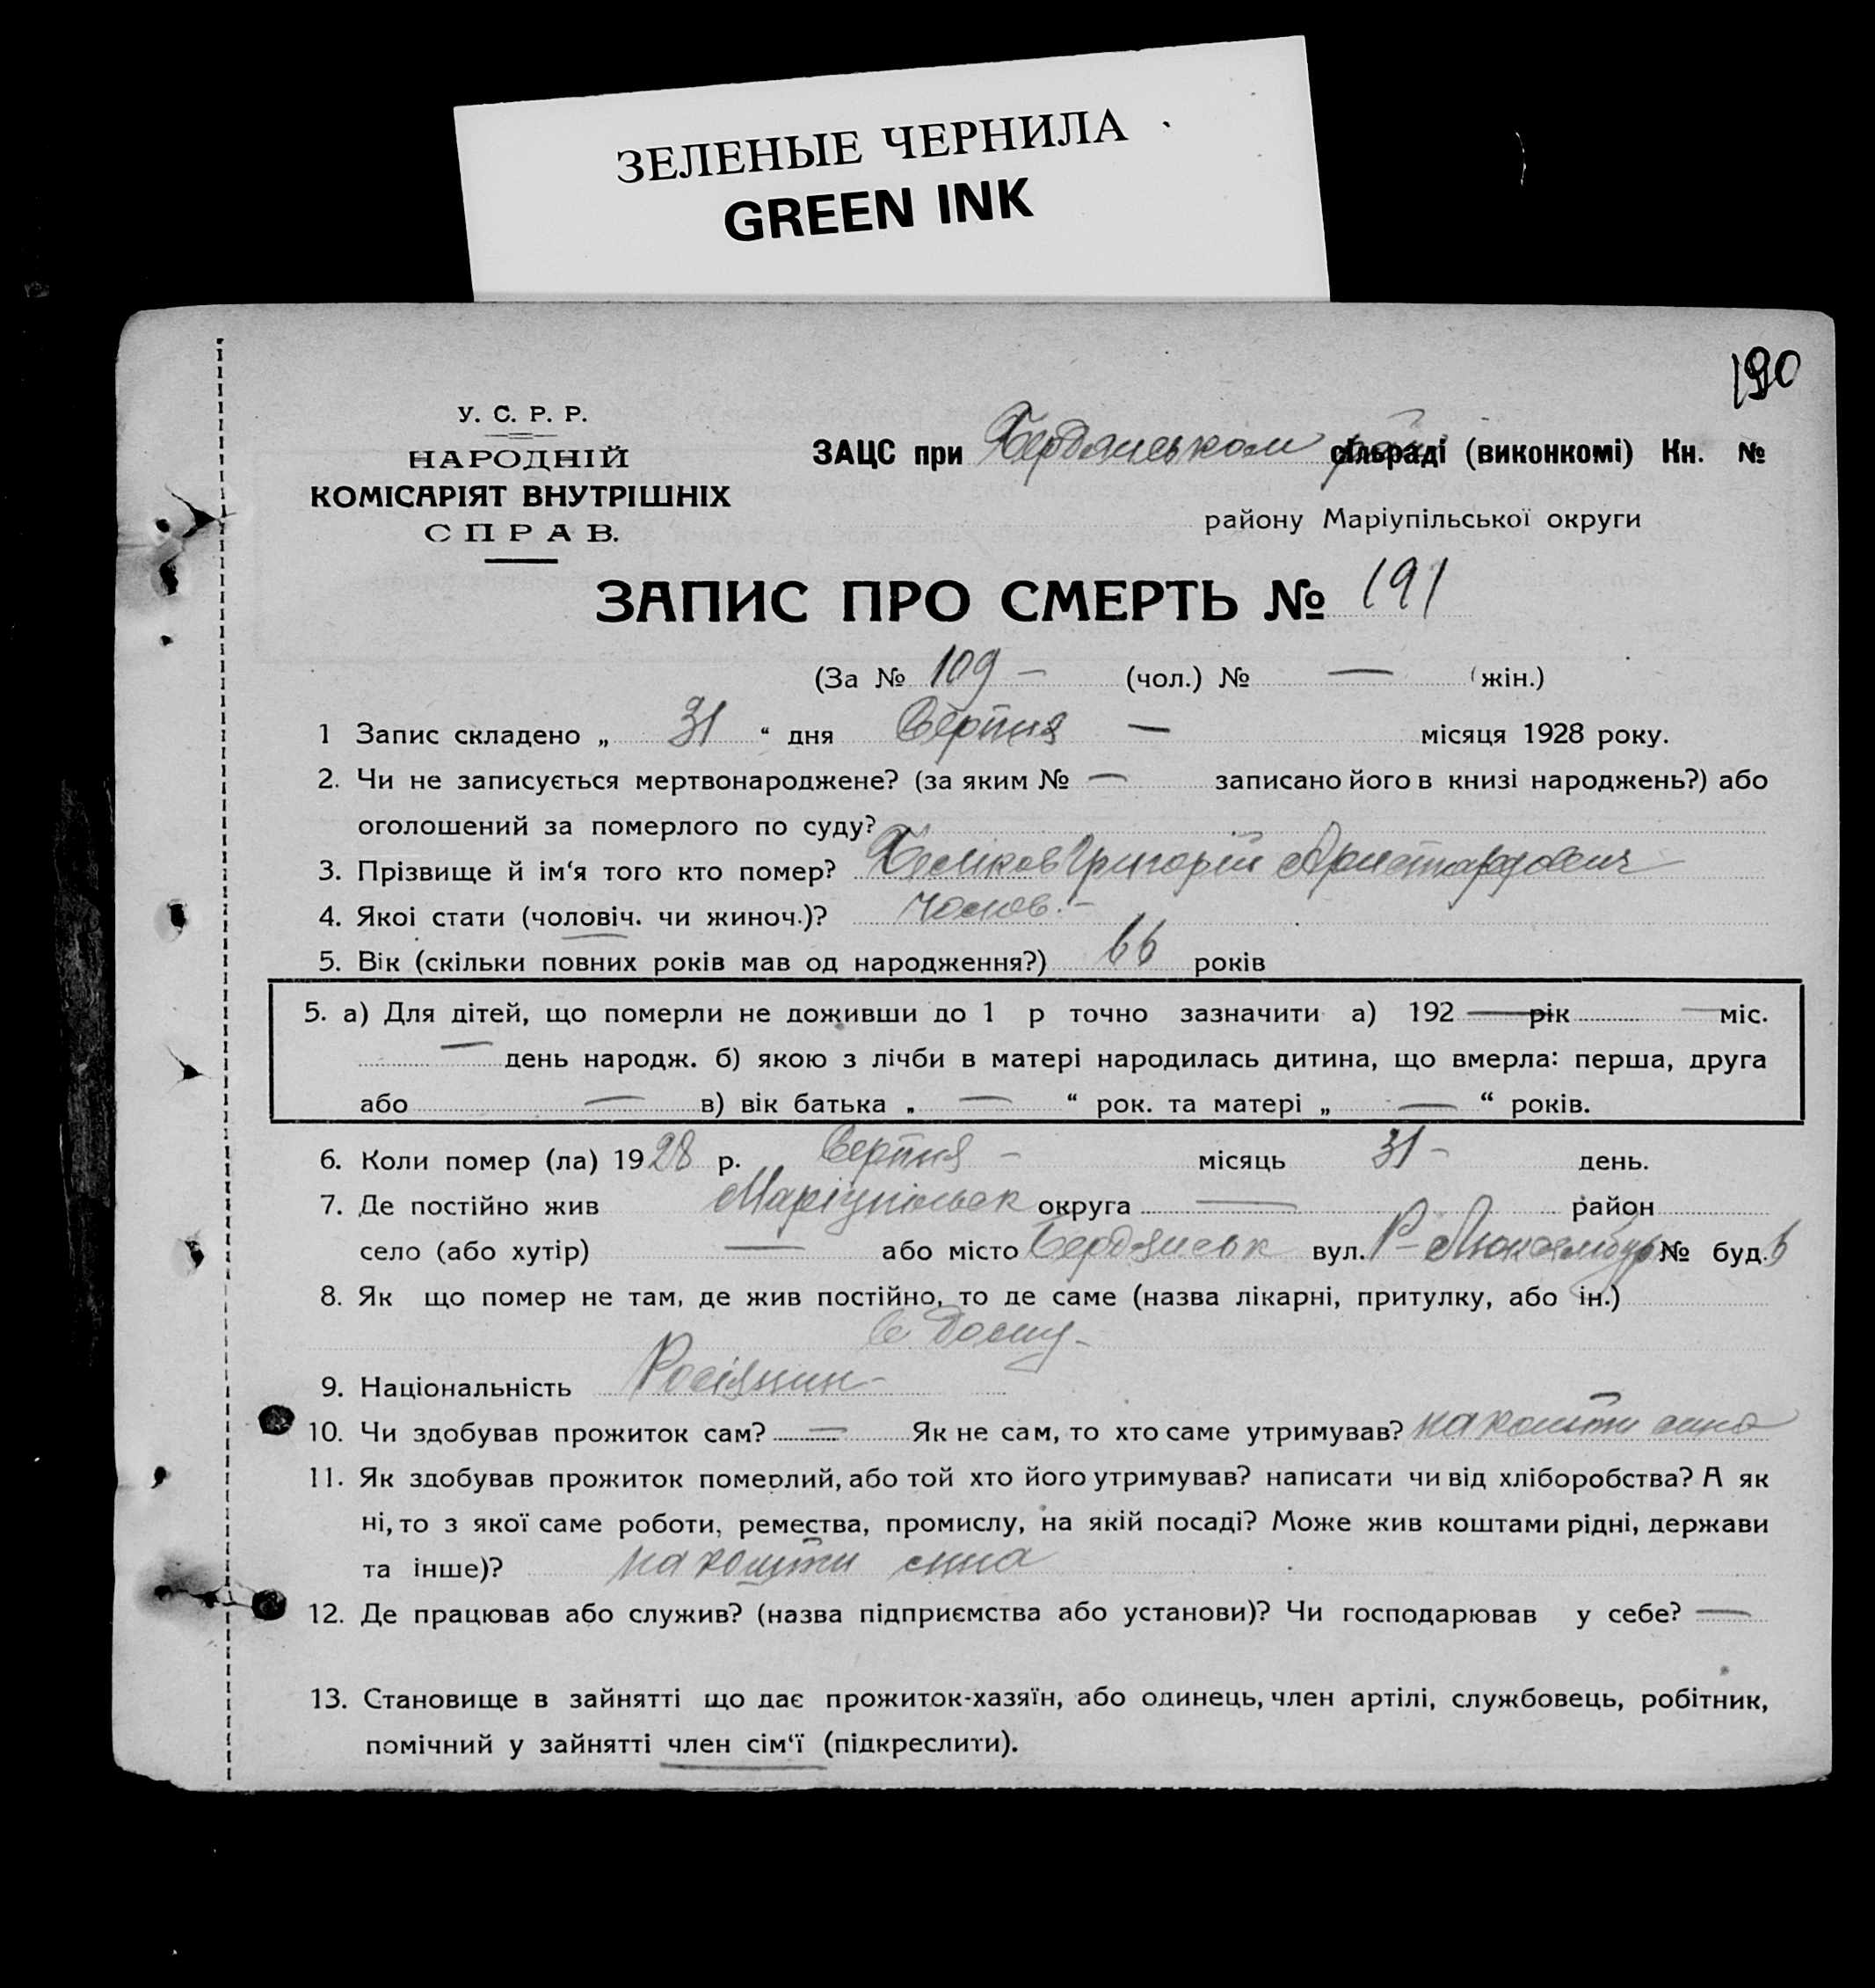 ЗЕЛЕНЫЕ ЧЕРНИЛА
GREEN INK
190
У. С. Р. Р.
НАРОДНІЙ
КОМІСАРІЯТ ВНУТРІШНІХ
СПРАВ.
ЗАЦС при Бердянськом сільраді (виконкомі) Кн. №
району Маріупільської округи
ЗАПИС ПРО СМЕРТЬ № 191
(За № 109 — (чол.) № — (жін.)
1 Запис складено „ 31 “ дня Серпня — місяця 1928 року.
2. Чи не записується мертвонароджене? (за яким № — записано його в книзі народжень?) або
оголошений за померлого по суду?
3. Прізвище й ім‘я того кто помер? Григорій
4. Якоі стати (чоловіч. чи жиноч.)? Чолов. —
5. Вік (скільки повних років мав од народження?) 66 років
5. а) Для дітей, що померли не доживши до 1 р точно зазначити а) 192 — рік — міс.
— день народж. б) якою з лічби в матері народилась дитина, що вмерла: перша, друга
або — в) вік батька „ — “ рок. та матері „ — “ років.
6. Коли помер (ла) 1928 р. Серпня — місяць 31 — день.
7. Де постійно жив Маріупільськ округа — район
село (або хутір) — або місто Бердянськ вул. Р-Люксембург № буд. 6
8. Як що помер не там, де жив постійно, то де саме (назва лікарні, притулку, або ін.)
в дому —
9. Національність Росіянин —
10. Чи здобував прожиток сам? — Як не сам, то хто саме утримував? на кошти сина
11. Як здобував прожиток померлий, або той хто його утримував? написати чи від хліборобства? А як
ні, то з якої саме роботи, ремества, промислу, на якій посаді? Може жив коштами рідні, держави
та інше)? на кошти сина
12. Де працював або служив? (назва підприємства або установи)? Чи господарював у себе? —
13. Становище в зайнятті що дає прожиток-хазяїн, або одинець, член артілі, службовець, робітник,
помічний у зайнятті член сім‘ї (підкреслити).